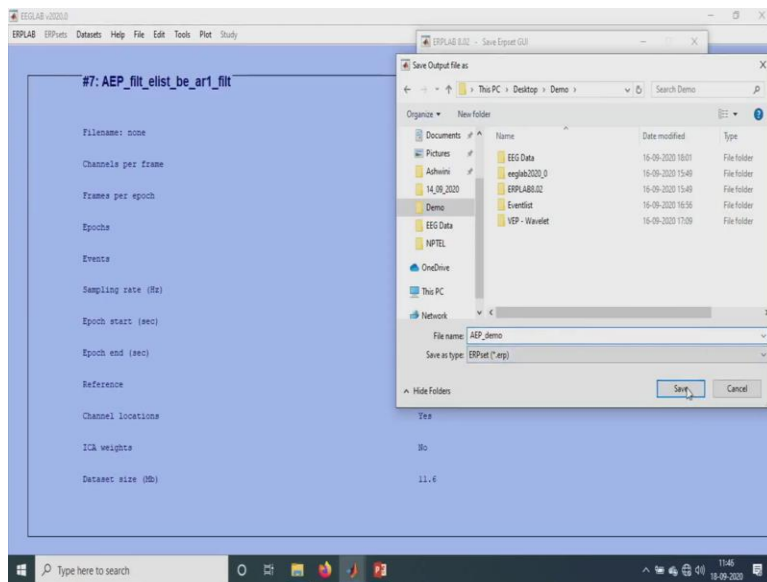 EEGLAB v2020.0
ERPLAB ERPsets Datasets Help File Edit Tools Plot Study
#7: AEP_filt_elist_be_ar1_filt
Filename: none
Channels per frame
Frames per epoch
Epochs
Events
Sampling rate (Hz)
Epoch start (sec)
Epoch end (sec)
Reference
Channel locations Yes
ICA weights No
Dataset size (Mb) 11.6
ERPLAB 8.02 - Save Erpset GUI
Save Output file as
This PC > Desktop > Demo >
Search Demo
Organize New folder
Name Date modified Type
Documents
Pictures
Ashwini
14_09_2020
Demo
EEG Data
NPTEL
OneDrive
This PC
Network
EEG Data 16-09-2020 18:01 File folder
eeglab2020_0 16-09-2020 15:49 File folder
ERPLAB8.02 16-09-2020 15:49 File folder
Eventlist 16-09-2020 16:56 File folder
VEP - Wavelet 16-09-2020 17:09 File folder
File name: AEP_demo
Save as type: ERPset (*.erp)
Hide Folders
Save
Cancel
Type here to search
11:46
18-09-2020